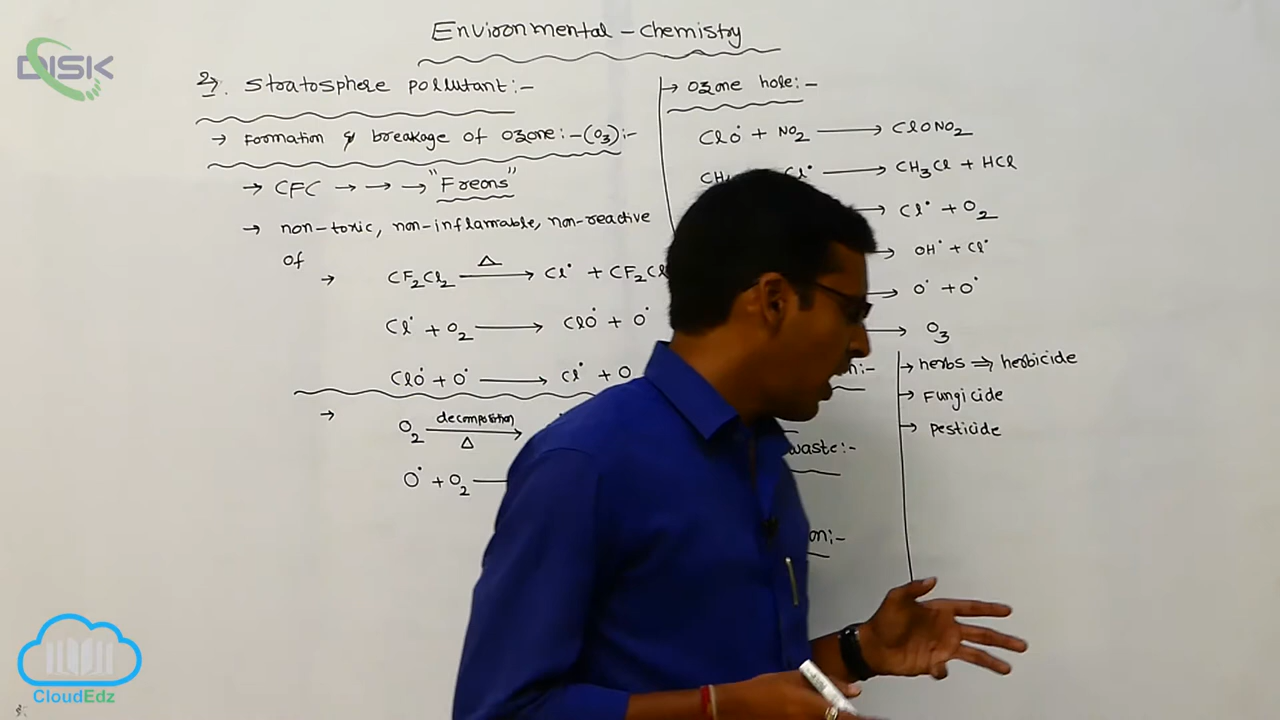 Environmental - chemistry
DISK
2). stratosphere pollutant:-
→ Formation & breakage of ozone:-(O3):-
→ CFC → → → "Freons"
→ non-toxic, non-inflamable, non-reactive
of
→ CF2Cl2 —Δ→ Cl• + CF2Cl
Cl• + O2 → ClO• + O•
ClO• + O• → Cl• + O
→ O2 —decomposition Δ→
O• + O2
→ Ozone hole:-
ClO• + NO2 → ClONO2
Cl• → CH3Cl + HCl
→ Cl• + O2
→ OH• + Cl•
→ O• + O•
→ O3
waste:-
→ herbs ⇒ herbicide
→ Fungicide
→ pesticide
CloudEdz